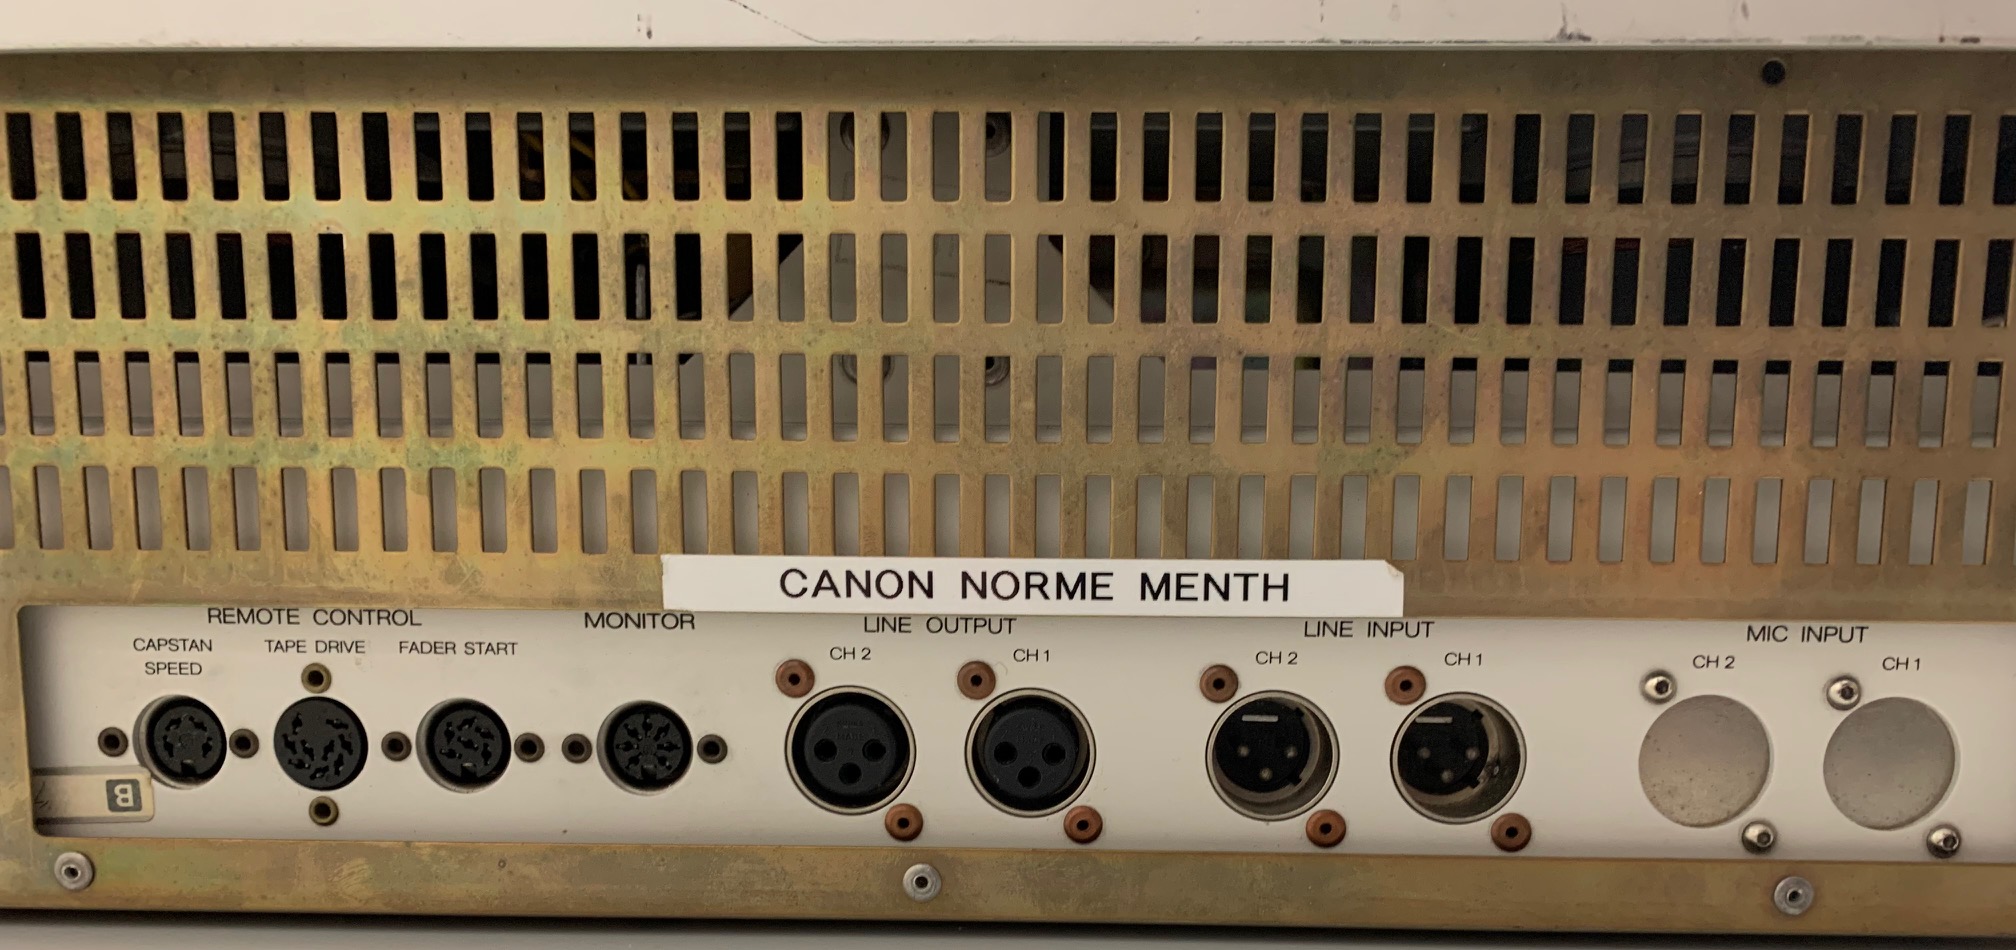 CANON NORME MENTH
REMOTE CONTROL
CAPSTAN SPEED
TAPE DRIVE
FADER START
MONITOR
LINE OUTPUT
CH 2
CH 1
LINE INPUT
CH 2
CH 1
MIC INPUT
CH 2
CH 1
B